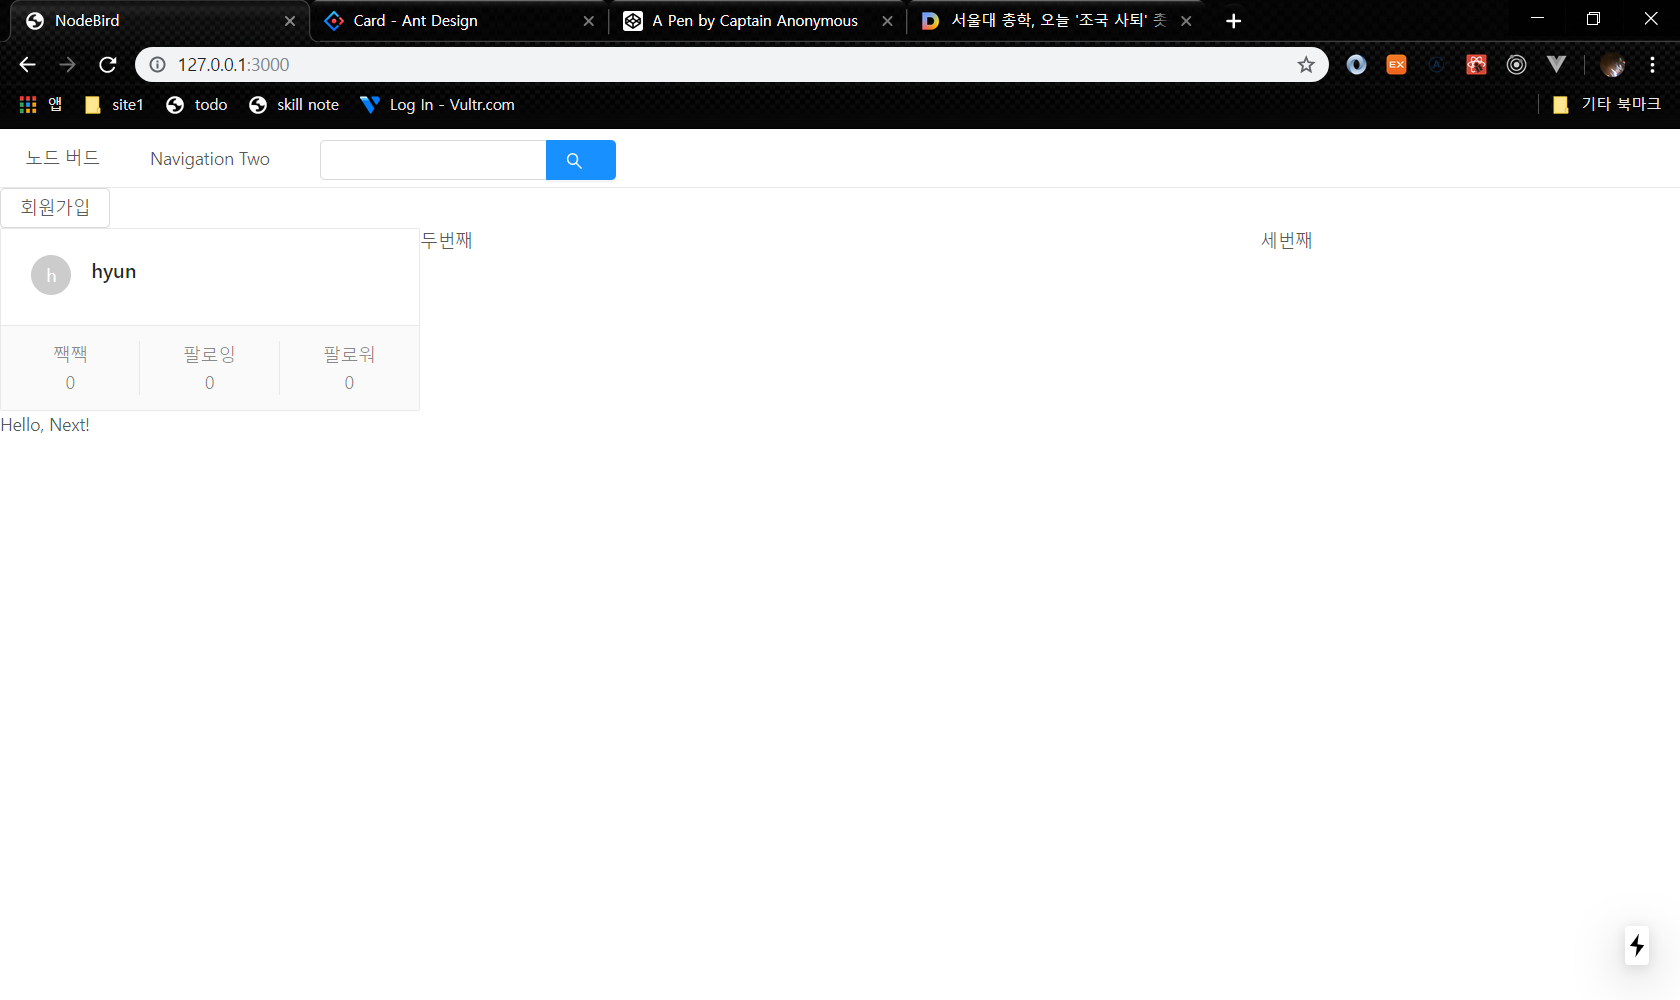 NodeBird
Card - Ant Design
A Pen by Captain Anonymous
서울대 총학, 오늘 '조국 사퇴' 촛
127.0.0.1:3000
EX
앱
site1
todo
skill note
Log In - Vultr.com
기타 북마크
노드 버드
Navigation Two
회원가입
h
hyun
두번째
세번째
짹짹
팔로잉
팔로워
0
0
0
Hello, Next!